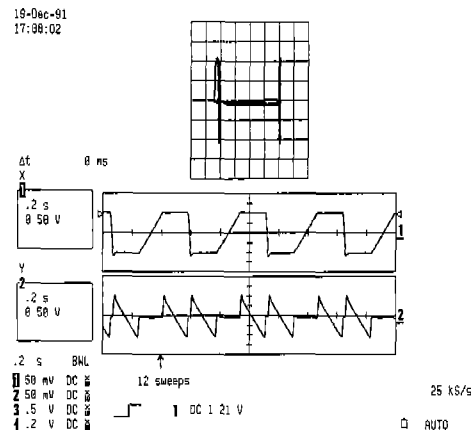 19-Dec-91
17:08:02
Δt 0 ms
X
1
.2 s
0 50 V
1
Y
2
.2 s
0 50 V
2
.2 s BWL
12 sweeps
1 50 mV DC
2 50 mV DC
3 .5 V DC
4 .2 V DC
1 DC 1 21 V
25 kS/s
AUTO